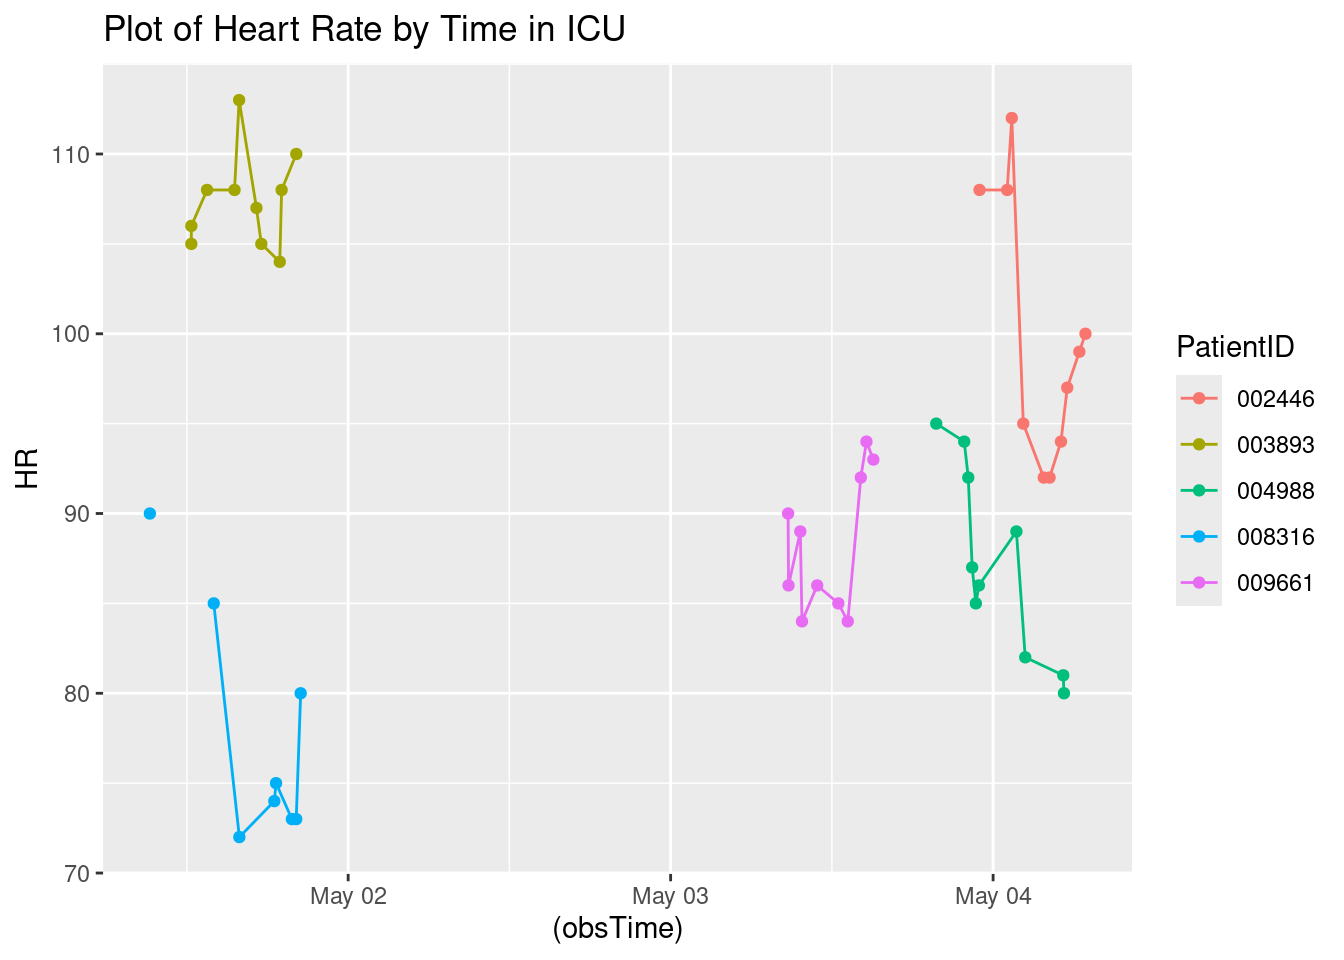 Plot of Heart Rate by Time in ICU
HR
110
100
90
80
70
May 02
May 03
May 04
(obsTime)
PatientID
002446
003893
004988
008316
009661